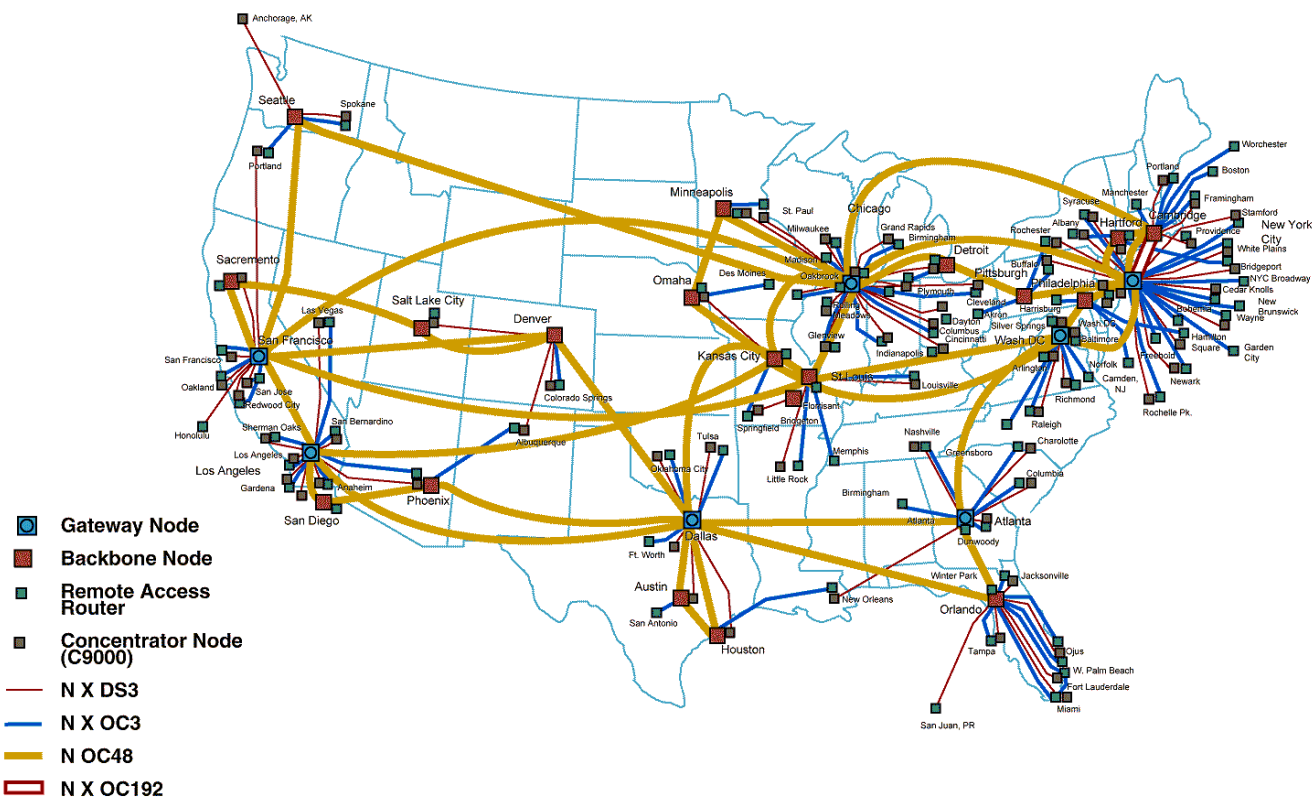 Anchorage, AK
Seattle
Spokane
Portland
Sacramento
Salt Lake City
Las Vegas
Denver
San Francisco
San Francisco
Oakland
San Jose
Redwood City
Honolulu
Colorado Springs
Sherman Oaks
San Bernardino
Los Angeles
Los Angeles
Gardena
Anaheim
San Diego
Phoenix
Albuquerque
Minneapolis
St. Paul
Omaha
Des Moines
Milwaukee
Madison
Oakbrook
Chicago
Grand Rapids
Birmingham
Detroit
Plymouth
Rolling
Meadows
Glenview
Indianapolis
Cleveland
Akron
Dayton
Columbus
Cincinnatti
Pittsburgh
Kansas City
St Louis
Louisville
Florisant
Bridgeton
Springfield
Little Rock
Memphis
Tulsa
Oklahoma City
Dallas
Ft. Worth
Austin
San Antonio
Houston
New Orleans
Nashville
Greensboro
Charolotte
Columbia
Birmingham
Atlanta
Atlanta
Dunwoody
Winter Park
Jacksonville
Orlando
Tampa
Ojus
W. Palm Beach
Fort Lauderdale
Miami
San Juan, PR
Raleigh
Richmond
Norfolk
Arlington
Wash.DC
Wash.DC
Baltimore
Silver Springs
Harrisburg
Philadelphia
Buffalo
Rochester
Albany
Syracuse
Hartford
Manchester
Portland
Cambridge
Worchester
Boston
Framingham
Stamford
Providence
New York
City
White Plains
Bridgeport
NYC Broadway
Cedar Knolls
New
Brunswick
Wayne
Bohemia
Hamilton
Square
Garden
City
Freehold
Newark
Camden,
NJ
Rochelle Pk.
Gateway Node
Backbone Node
Remote Access
Router
Concentrator Node
(C9000)
N X DS3
N X OC3
N OC48
N X OC192